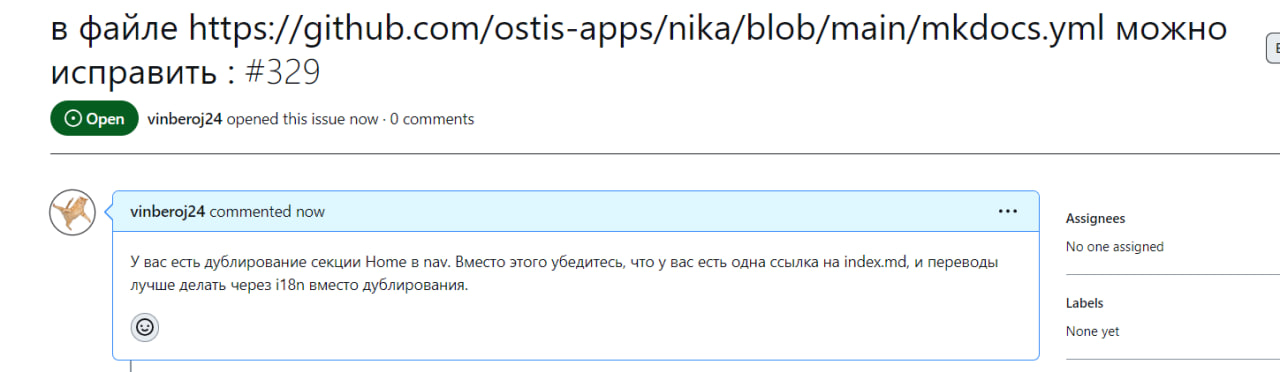 в файле https://github.com/ostis-apps/nika/blob/main/mkdocs.yml можно
исправить : #329
Open vinberoj24 opened this issue now · 0 comments
vinberoj24 commented now
У вас есть дублирование секции Home в nav. Вместо этого убедитесь, что у вас есть одна ссылка на index.md, и переводы
лучше делать через i18n вместо дублирования.
Assignees
No one assigned
Labels
None yet